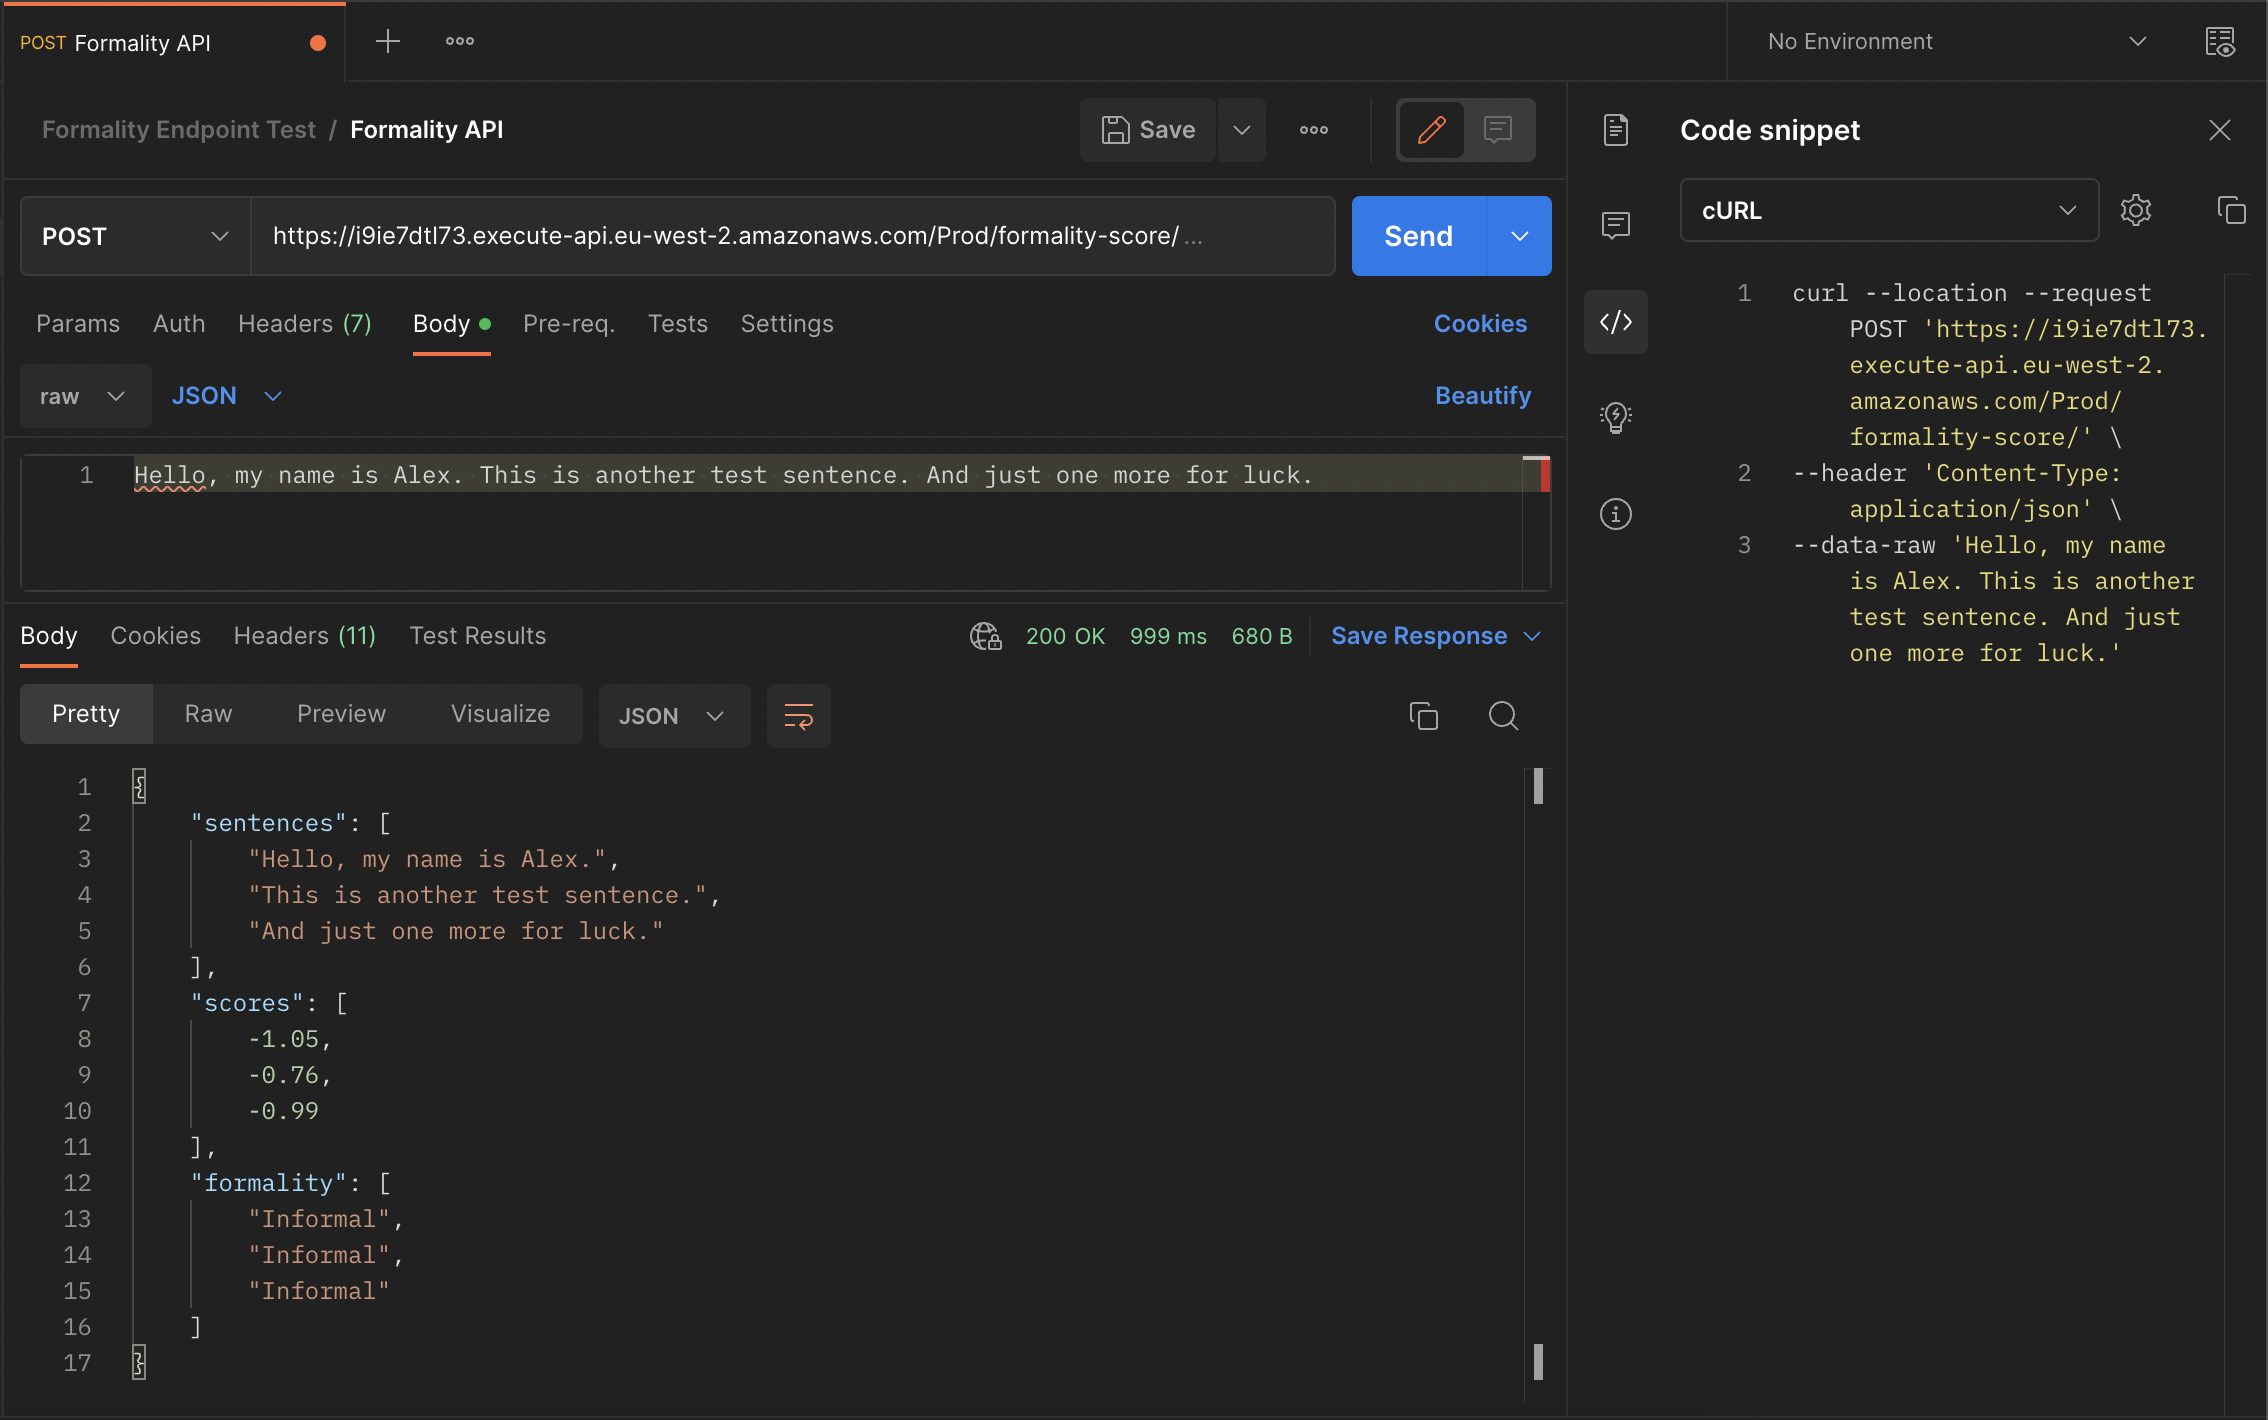 POST Formality API
No Environment
Formality Endpoint Test / Formality API
Save
POST
https://i9ie7dtl73.execute-api.eu-west-2.amazonaws.com/Prod/formality-score/ ...
Send
Params Auth Headers (7) Body Pre-req. Tests Settings Cookies
raw JSON Beautify
1 Hello, my name is Alex. This is another test sentence. And just one more for luck.
Body Cookies Headers (11) Test Results 200 OK 999 ms 680 B Save Response
Pretty Raw Preview Visualize JSON
1 {
2 "sentences": [
3 "Hello, my name is Alex.",
4 "This is another test sentence.",
5 "And just one more for luck."
6 ],
7 "scores": [
8 -1.05,
9 -0.76,
10 -0.99
11 ],
12 "formality": [
13 "Informal",
14 "Informal",
15 "Informal"
16 ]
17 }
Code snippet
cURL
1 curl --location --request
POST 'https://i9ie7dtl73.
execute-api.eu-west-2.
amazonaws.com/Prod/
formality-score/' \
2 --header 'Content-Type:
application/json' \
3 --data-raw 'Hello, my name
is Alex. This is another
test sentence. And just
one more for luck.'